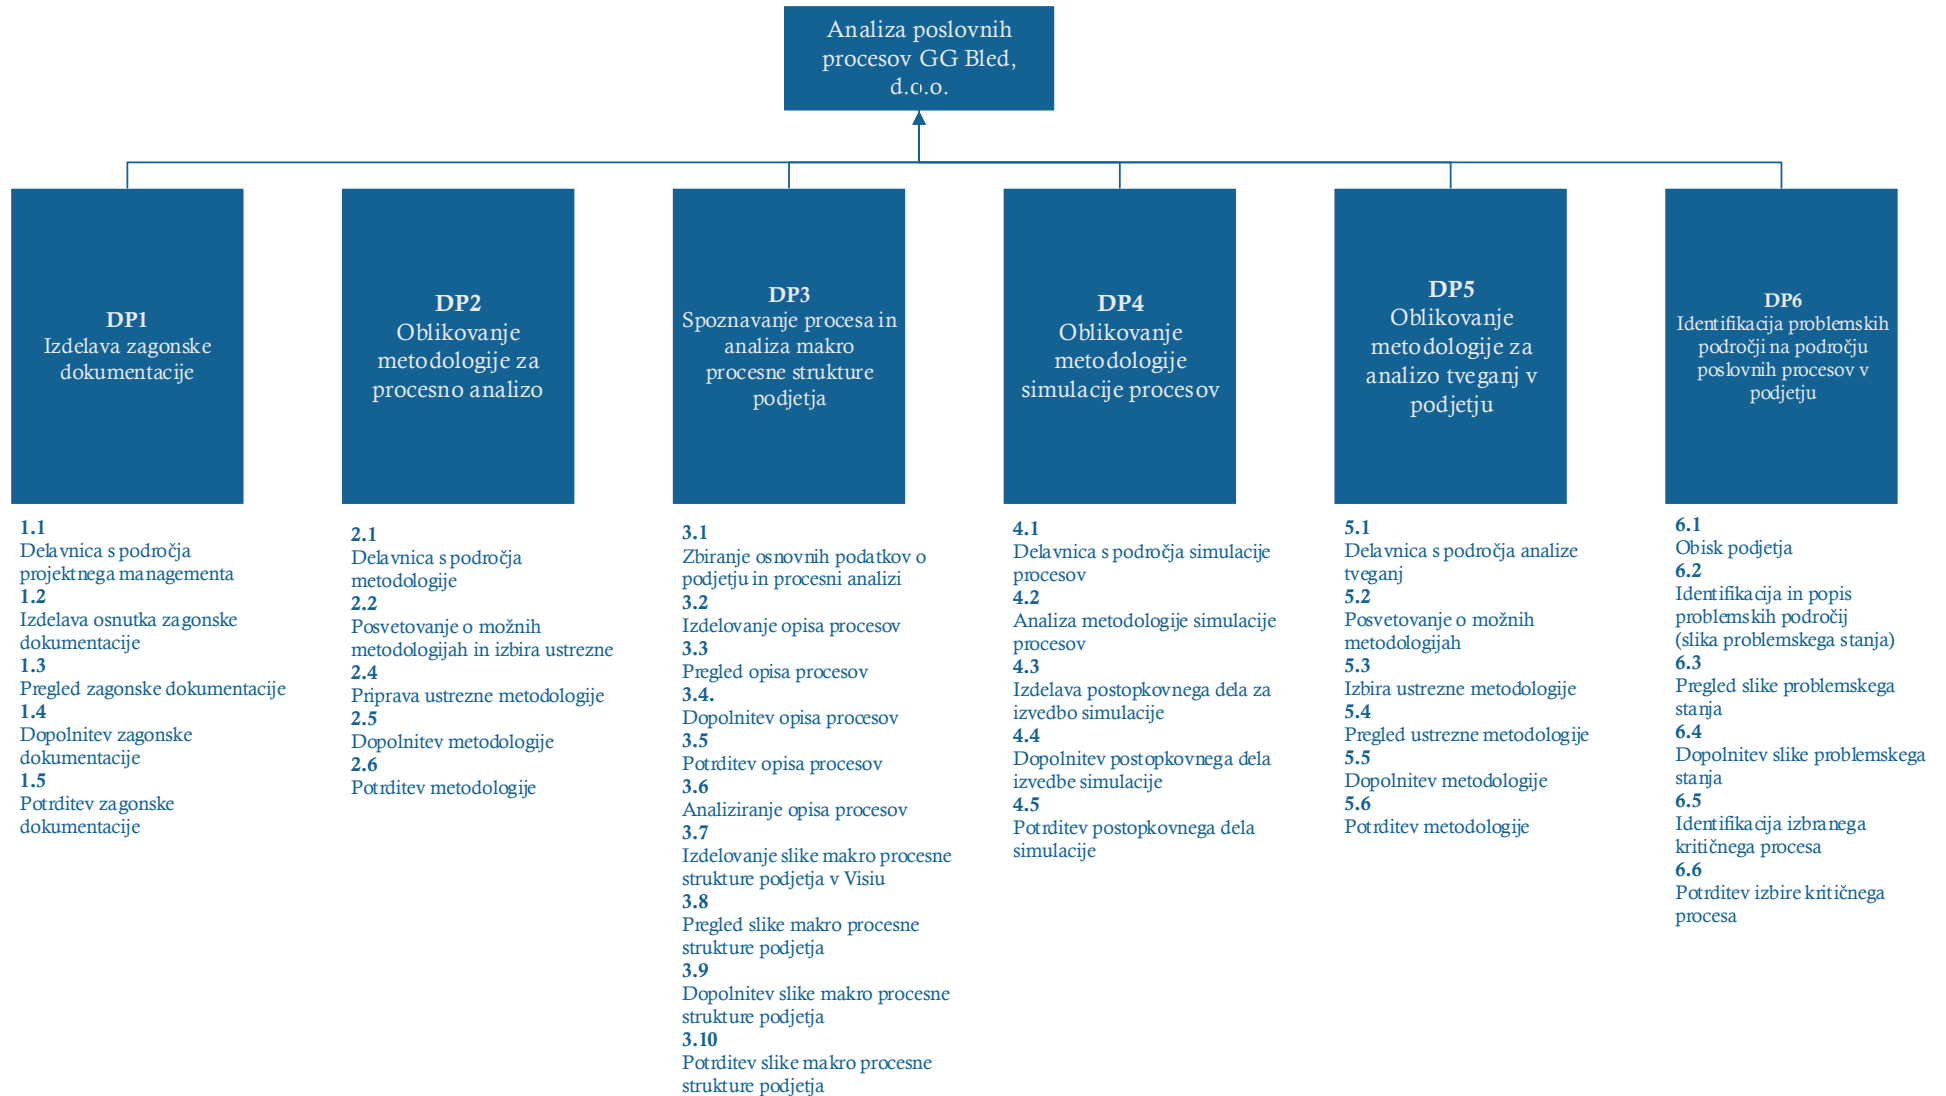 Analiza poslovnih
procesov GG Bled,
d.o.o.
DP1
Izdelava zagonske
dokumentacije
DP2
Oblikovanje
metodologije za
procesno analizo
DP3
Spoznavanje procesa in
analiza makro
procesne strukture
podjetja
DP4
Oblikovanje
metodologije
simulacije procesov
DP5
Oblikovanje
metodologije za
analizo tveganj v
podjetju
DP6
Identifikacija problemskih
področji na področju
poslovnih procesov v
podjetju
1.1
Delavnica s področja
projektnega managementa
1.2
Izdelava osnutka zagonske
dokumentacije
1.3
Pregled zagonske dokumentacije
1.4
Dopolnitev zagonske
dokumentacije
1.5
Potrditev zagonske
dokumentacije
2.1
Delavnica s področja
metodologije
2.2
Posvetovanje o možnih
metodologijah in izbira ustrezne
2.4
Priprava ustrezne metodologije
2.5
Dopolnitev metodologije
2.6
Potrditev metodologije
3.1
Zbiranje osnovnih podatkov o
podjetju in procesni analizi
3.2
Izdelovanje opisa procesov
3.3
Pregled opisa procesov
3.4.
Dopolnitev opisa procesov
3.5
Potrditev opisa procesov
3.6
Analiziranje opisa procesov
3.7
Izdelovanje slike makro procesne
strukture podjetja v Visiu
3.8
Pregled slike makro procesne
strukture podjetja
3.9
Dopolnitev slike makro procesne
strukture podjetja
3.10
Potrditev slike makro procesne
strukture podjetja
4.1
Delavnica s področja simulacije
procesov
4.2
Analiza metodologije simulacije
procesov
4.3
Izdelava postopkovnega dela za
izvedbo simulacije
4.4
Dopolnitev postopkovnega dela
izvedbe simulacije
4.5
Potrditev postopkovnega dela
simulacije
5.1
Delavnica s področja analize
tveganj
5.2
Posvetovanje o možnih
metodologijah
5.3
Izbira ustrezne metodologije
5.4
Pregled ustrezne metodologije
5.5
Dopolnitev metodologije
5.6
Potrditev metodologije
6.1
Obisk podjetja
6.2
Identifikacija in popis
problemskih področij
(slika problemskega stanja)
6.3
Pregled slike problemskega
stanja
6.4
Dopolnitev slike problemskega
stanja
6.5
Identifikacija izbranega
kritičnega procesa
6.6
Potrditev izbire kritičnega
procesa